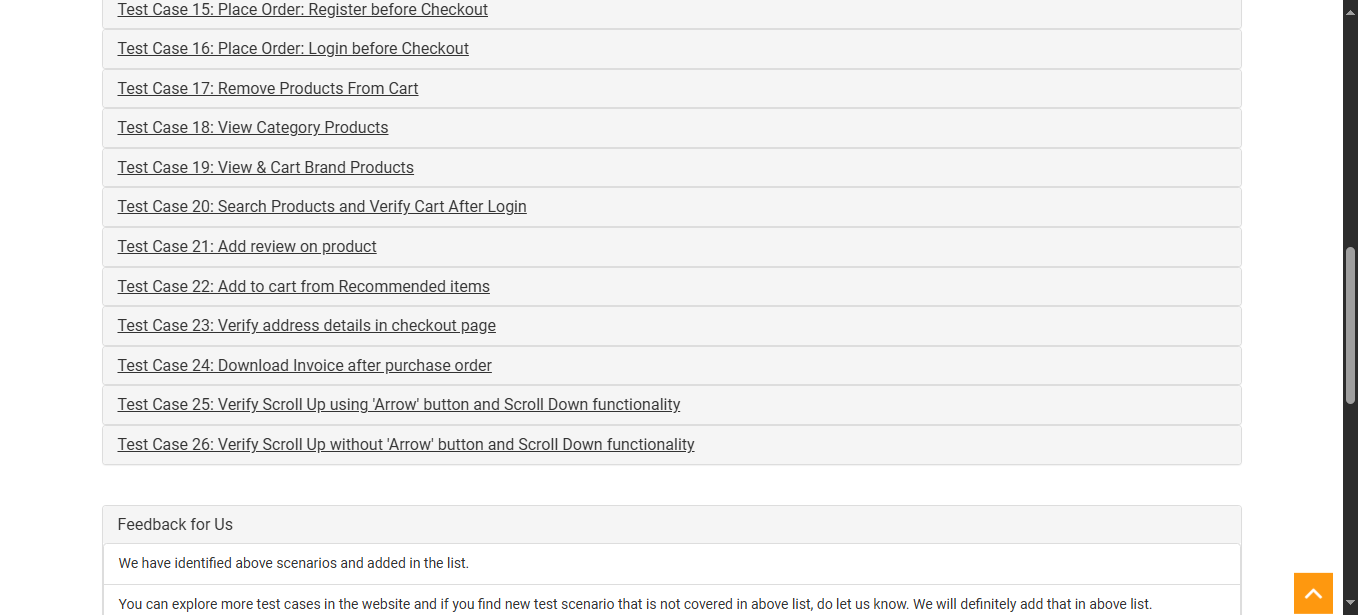 Test Case 15: Place Order: Register before Checkout
Test Case 16: Place Order: Login before Checkout
Test Case 17: Remove Products From Cart
Test Case 18: View Category Products
Test Case 19: View & Cart Brand Products
Test Case 20: Search Products and Verify Cart After Login
Test Case 21: Add review on product
Test Case 22: Add to cart from Recommended items
Test Case 23: Verify address details in checkout page
Test Case 24: Download Invoice after purchase order
Test Case 25: Verify Scroll Up using 'Arrow' button and Scroll Down functionality
Test Case 26: Verify Scroll Up without 'Arrow' button and Scroll Down functionality
Feedback for Us
We have identified above scenarios and added in the list.
You can explore more test cases in the website and if you find new test scenario that is not covered in above list, do let us know. We will definitely add that in above list.